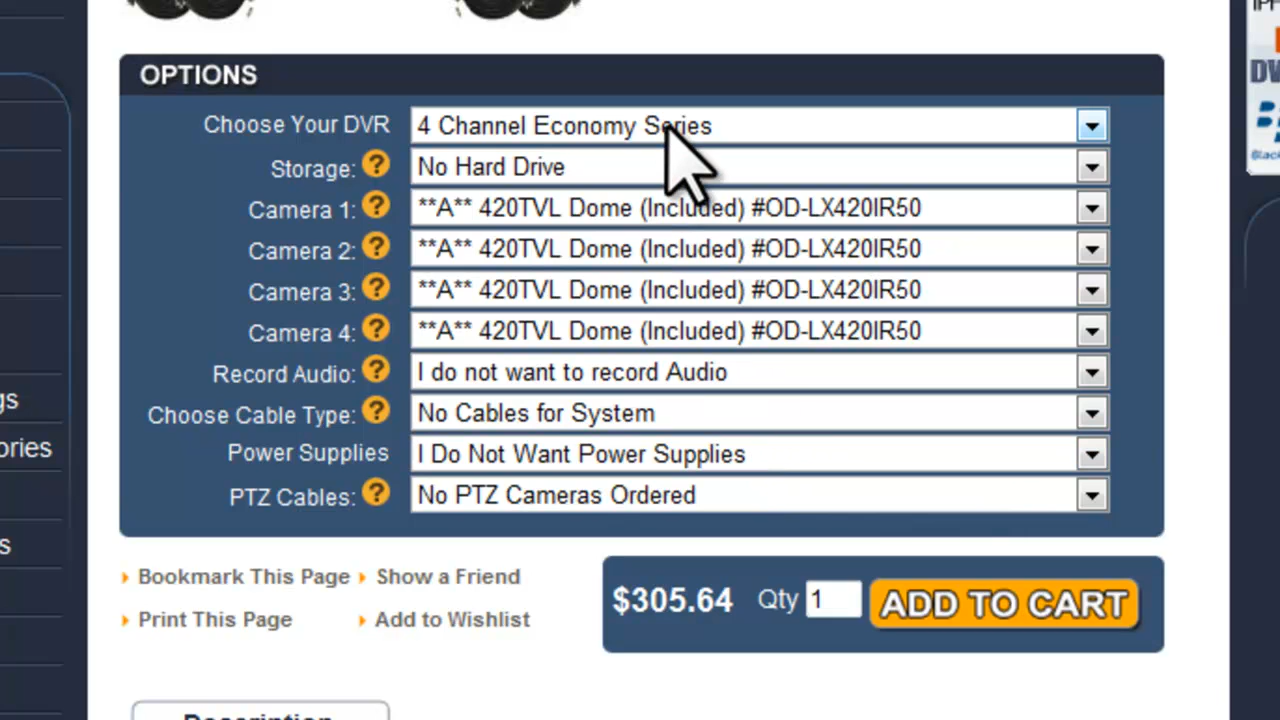 OPTIONS
Choose Your DVR 4 Channel Economy Series
Storage: ? No Hard Drive
Camera 1: ? **A** 420TVL Dome (Included) #OD-LX420IR50
Camera 2: ? **A** 420TVL Dome (Included) #OD-LX420IR50
Camera 3: ? **A** 420TVL Dome (Included) #OD-LX420IR50
Camera 4: ? **A** 420TVL Dome (Included) #OD-LX420IR50
Record Audio: ? I do not want to record Audio
gs
Choose Cable Type: ? No Cables for System
ories
Power Supplies I Do Not Want Power Supplies
PTZ Cables: ? No PTZ Cameras Ordered
s
Bookmark This Page Show a Friend
$305.64 Qty 1 ADD TO CART
Print This Page Add to Wishlist
Description